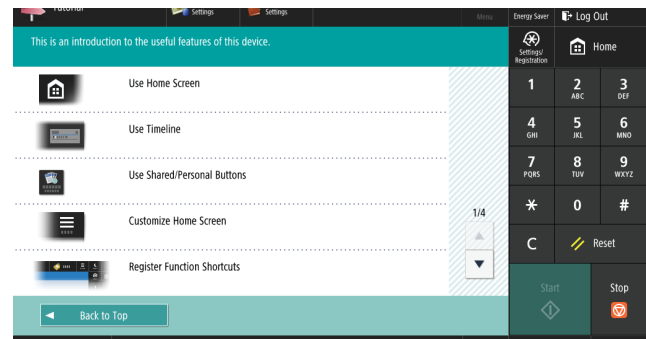 Tutorial
Settings
Settings
Menu
Energy Saver
Log Out
This is an introduction to the useful features of this device.
Settings/
Registration
Home
Use Home Screen
Use Timeline
Use Shared/Personal Buttons
Customize Home Screen
Register Function Shortcuts
1/4
Back to Top
1
2
ABC
3
DEF
4
GHI
5
JKL
6
MNO
7
PQRS
8
TUV
9
WXYZ
*
0
#
C
Reset
Start
Stop